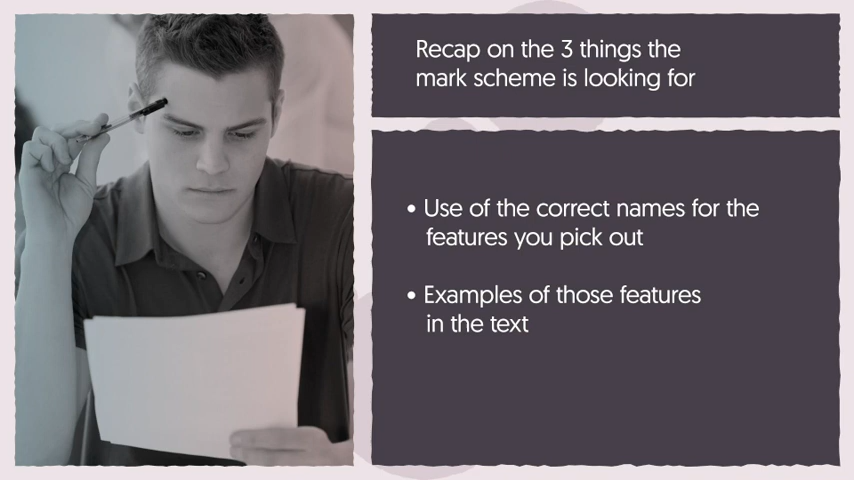 Recap on the 3 things the
mark scheme is looking for
• Use of the correct names for the
features you pick out
• Examples of those features
in the text